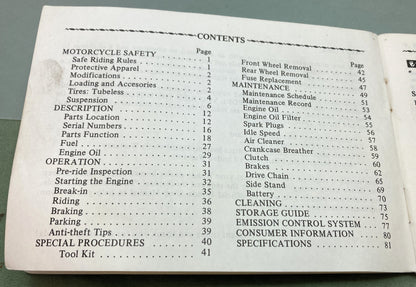 CONTENTS
Page
MOTORCYCLE SAFETY
Safe Riding Rules . . . . . 1
Protective Apparel . . . . . 1
Modifications . . . . . 2
Loading and Accesories . . . . . 2
Tires: Tubeless . . . . . 4
Suspension . . . . . 6
DESCRIPTION . . . . . 12
Parts Location . . . . . 12
Serial Numbers . . . . . 16
Parts Function . . . . . 18
Fuel . . . . . 27
Engine Oil . . . . . 29
OPERATION . . . . . 31
Pre-ride Inspection . . . . . 31
Starting the Engine . . . . . 32
Break-in . . . . . 35
Riding . . . . . 36
Braking . . . . . 38
Parking . . . . . 39
Anti-theft Tips . . . . . 39
SPECIAL PROCEDURES . . . . . 40
Tool Kit . . . . . 41
Page
Front Wheel Removal . . . . . 42
Rear Wheel Removal . . . . . 45
Fuse Replacement . . . . . 47
MAINTENANCE . . . . . 49
Maintenance Schedule . . . . . 49
Maintenance Record . . . . . 51
Engine Oil . . . . . 53
Engine Oil Filter . . . . . 54
Spark Plugs . . . . . 55
Idle Speed . . . . . 56
Air Cleaner . . . . . 57
Crankcase Breather . . . . . 58
Clutch . . . . . 59
Brakes . . . . . 60
Drive Chain . . . . . 62
Side Stand . . . . . 65
Battery . . . . . 69
CLEANING . . . . . 70
STORAGE GUIDE . . . . . 73
EMISSION CONTROL SYSTEM . . . . . 77
CONSUMER INFORMATION . . . . . 80
SPECIFICATIONS . . . . . 81